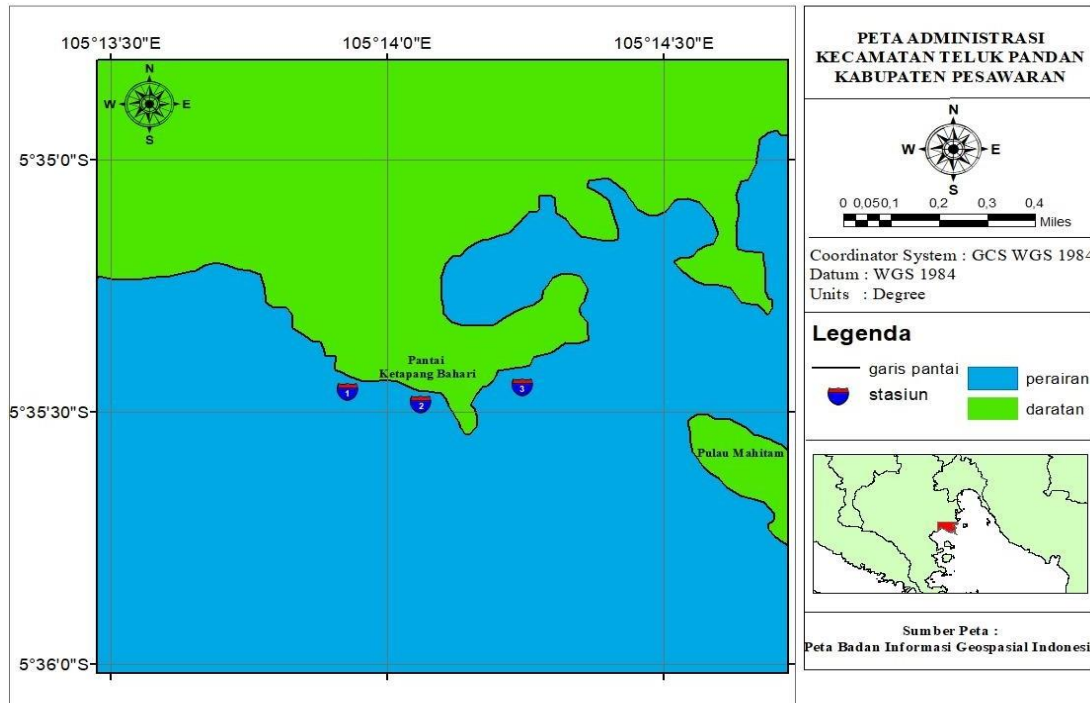 105°13'30"E
105°14'0"E
105°14'30"E
5°35'0"S
5°35'30"S
5°36'0"S
N
W
E
S
Pantai
Ketapang Bahari
1
2
3
Pulau Mahitam
PETA ADMINISTRASI
KECAMATAN TELUK PANDAN
KABUPATEN PESAWARAN
N
W
E
S
0 0,050,1 0,2 0,3 0,4
Miles
Coordinator System : GCS WGS 1984
Datum : WGS 1984
Units : Degree
Legenda
garis pantai
stasiun
perairan
daratan
Sumber Peta :
Peta Badan Informasi Geospasial Indonesi